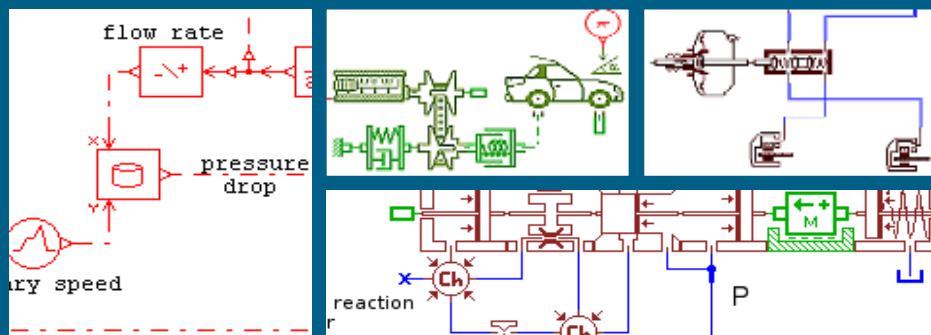 flow rate
X
pressure
drop
Y
ary speed
M
Ch
reaction
r
P
Ch